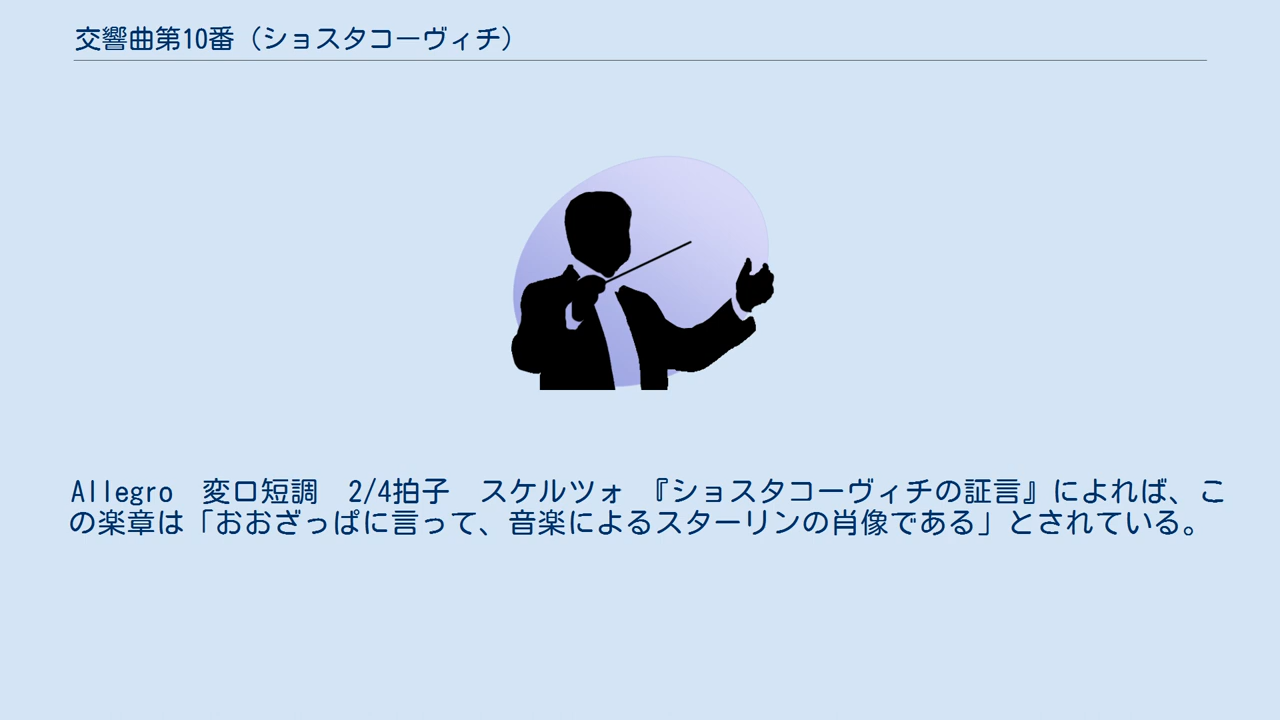 交響曲第10番（ショスタコーヴィチ）
Allegro　変ロ短調　2/4拍子　スケルツォ　『ショスタコーヴィチの証言』によれば、こ
の楽章は「おおざっぱに言って、音楽によるスターリンの肖像である」とされている。